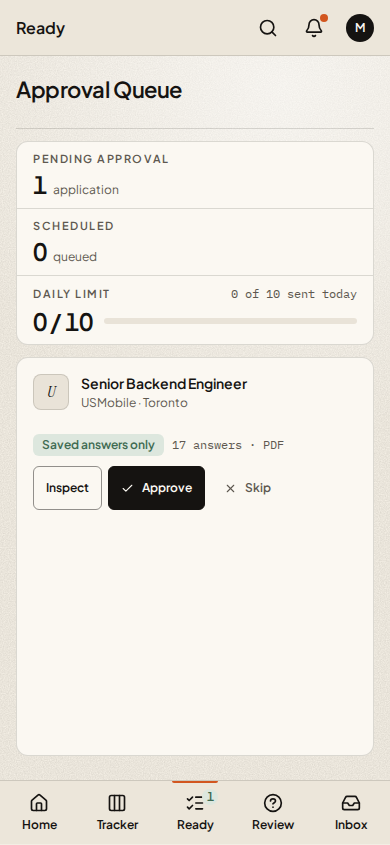 Ready
M
Approval Queue
PENDING APPROVAL
1 application
SCHEDULED
0 queued
DAILY LIMIT 0 of 10 sent today
0/10
U
Senior Backend Engineer
USMobile · Toronto
Saved answers only 17 answers · PDF
Inspect Approve Skip
1
Home Tracker Ready Review Inbox